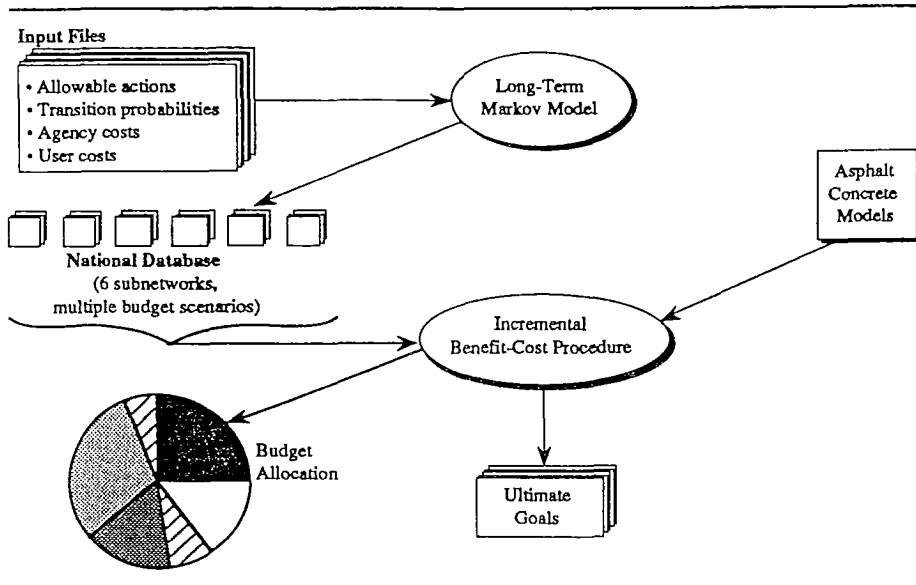 Input Files
• Allowable actions
• Transition probabilities
• Agency costs
• User costs
Long-Term
Markov Model
Asphalt
Concrete
Models
National Database
(6 subnetworks,
multiple budget scenarios)
Incremental
Benefit-Cost Procedure
Budget
Allocation
Ultimate
Goals